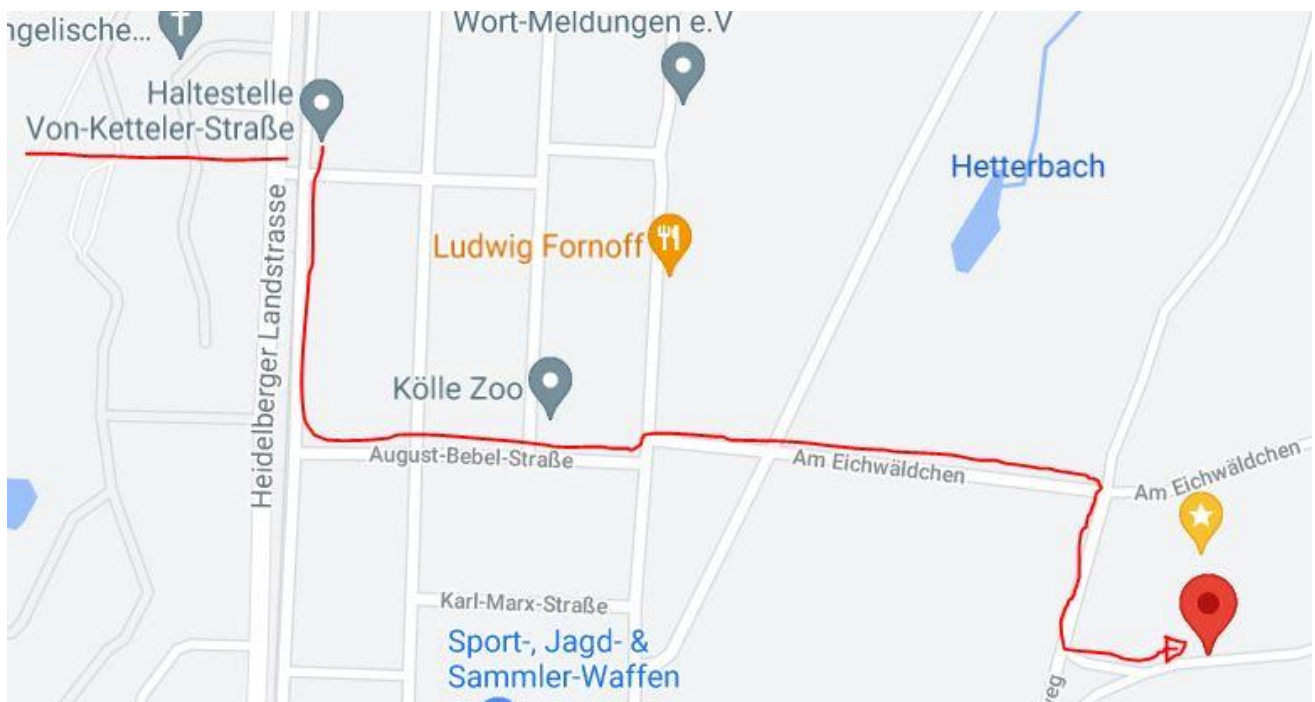 ngelische...
Wort-Meldungen e.V
Haltestelle
Von-Ketteler-Straße
Hetterbach
Heidelberger Landstrasse
Ludwig Fornoff
Kölle Zoo
August-Bebel-Straße
Am Eichwäldchen
Am Eichwäldchen
Karl-Marx-Straße
Sport-, Jagd- &
Sammler-Waffen
weg